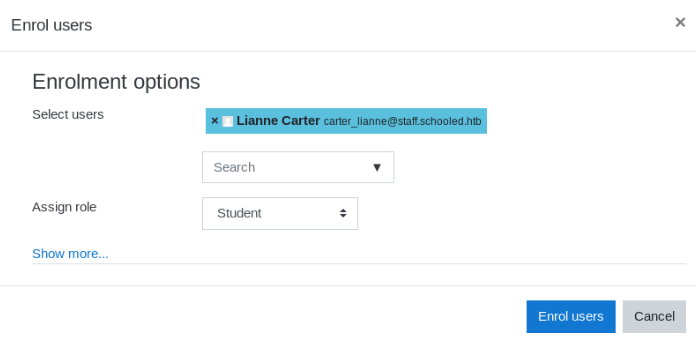 Enrol users ×
Enrolment options
Select users
× Lianne Carter carter_lianne@staff.schooled.htb
Search ▼
Assign role
Student
Show more...
Enrol users Cancel